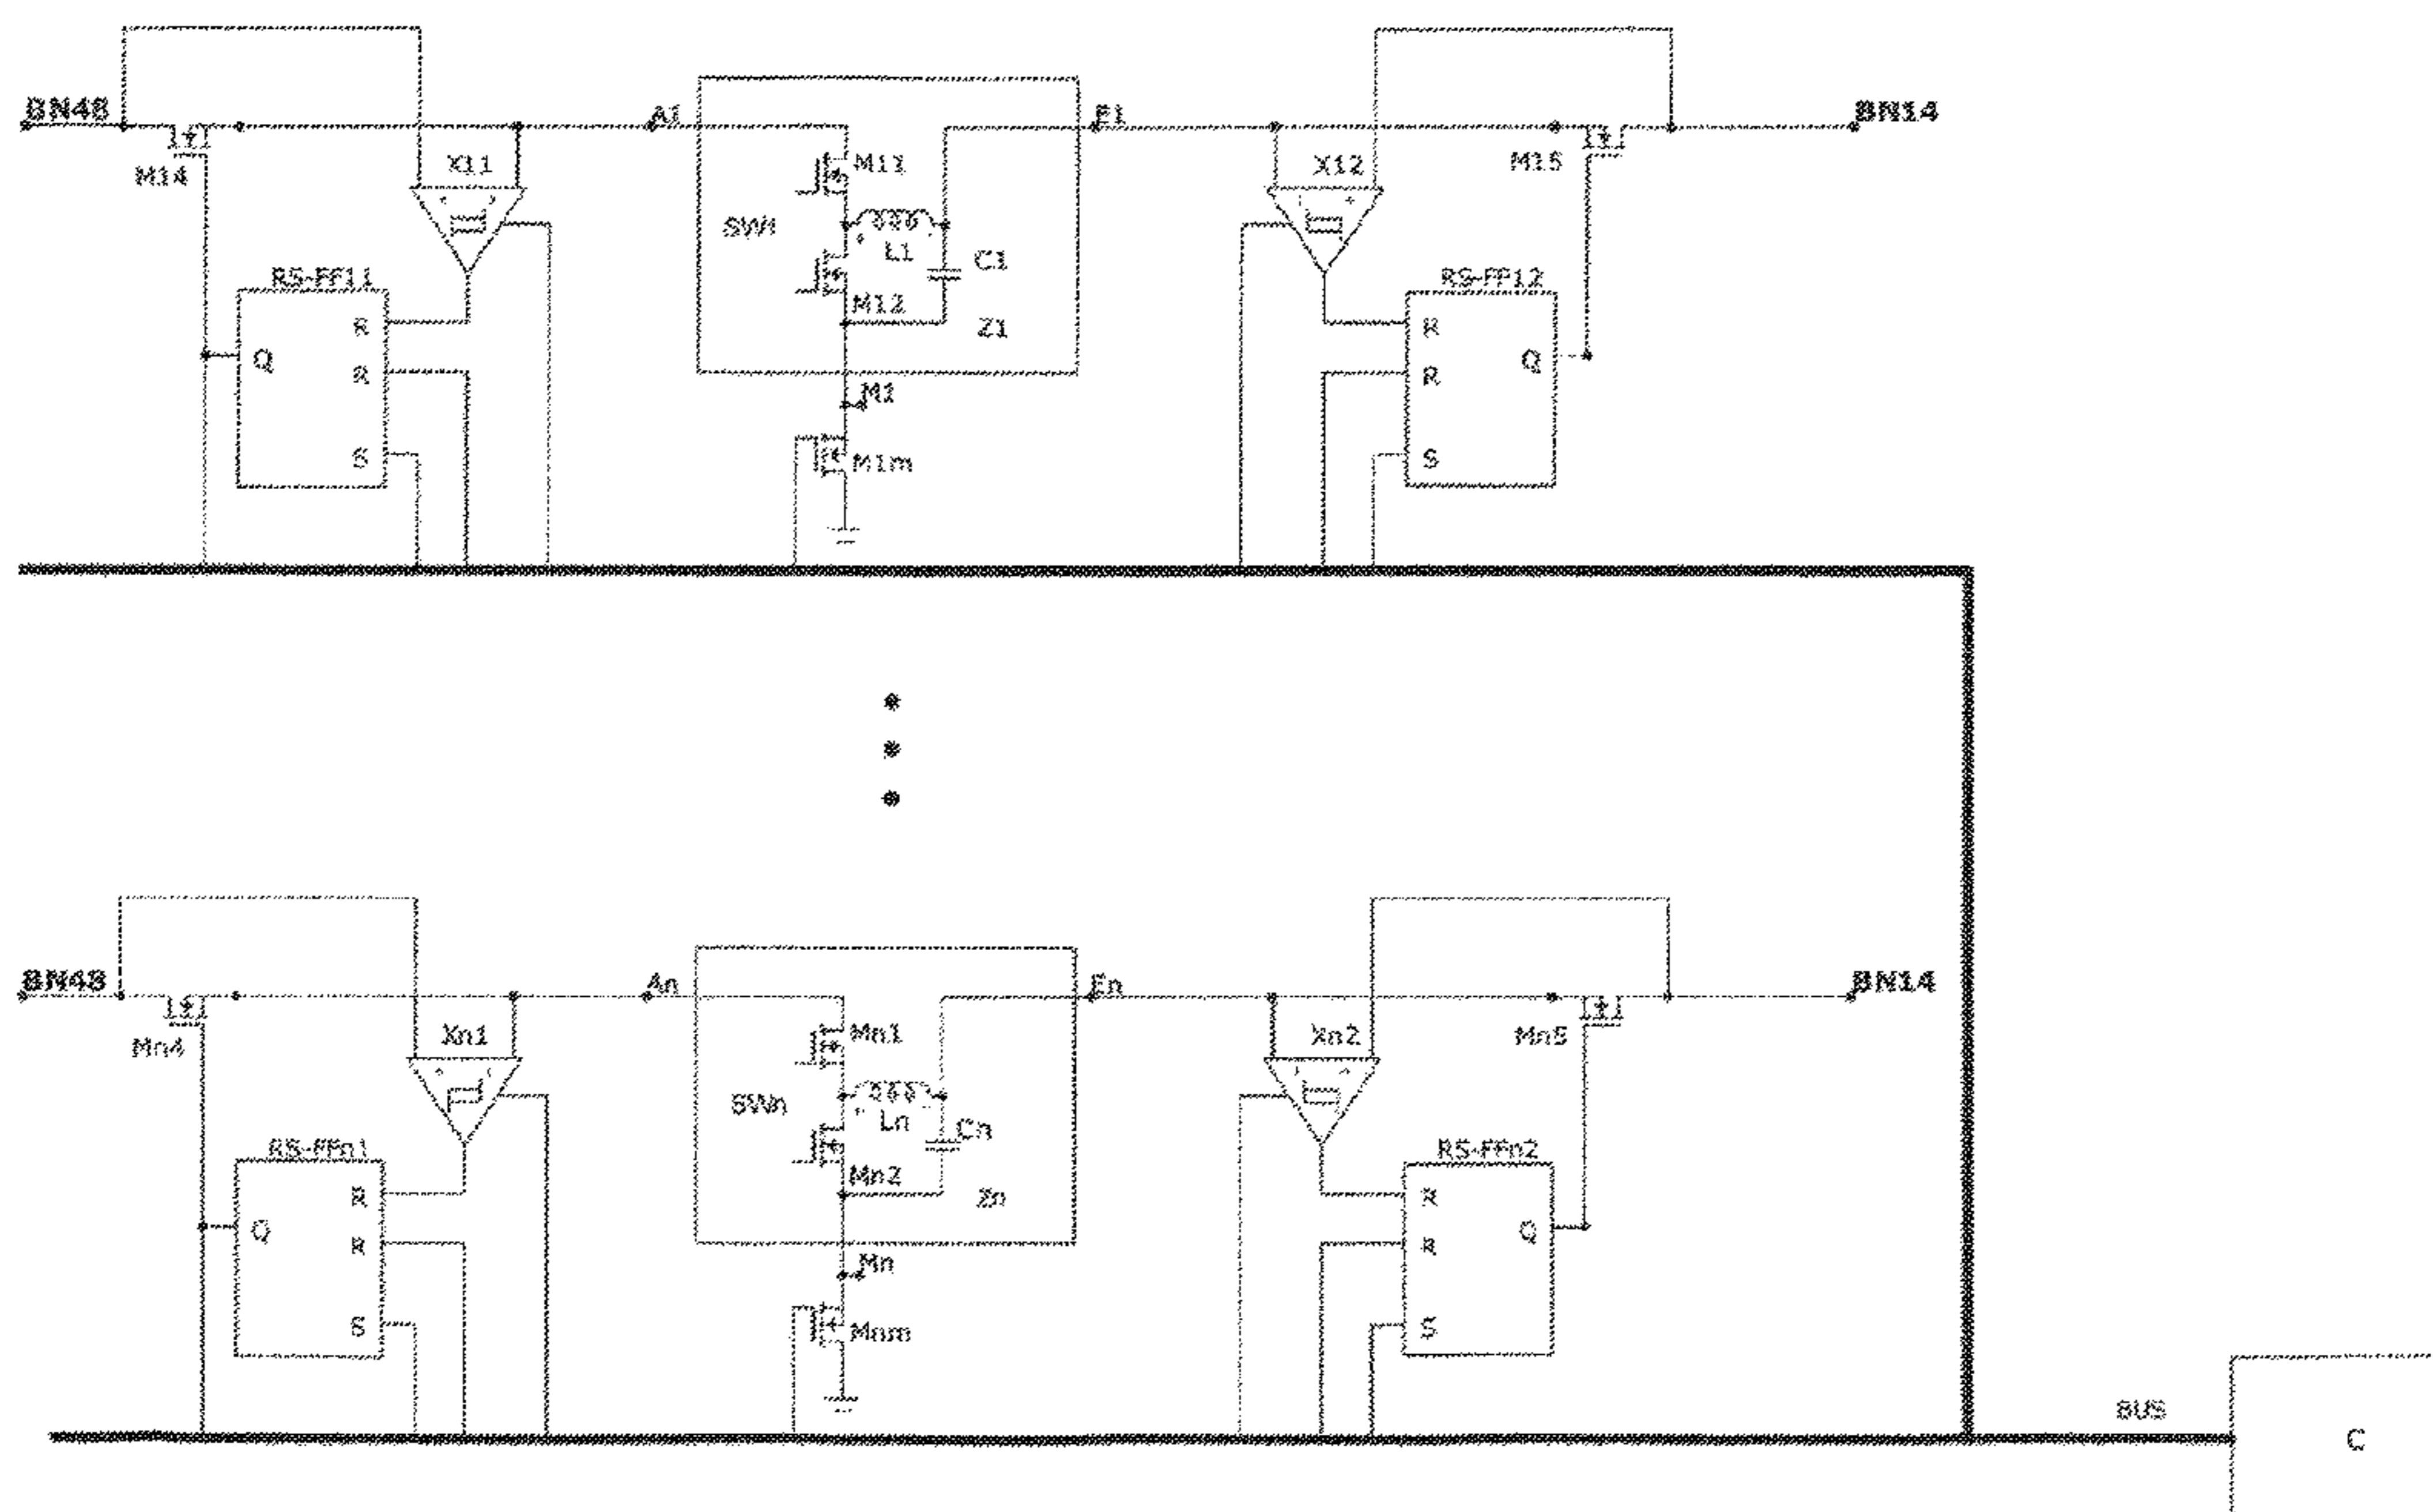 BN48
A1
E1
BN14
X11
M11
X12
M15
M14
SW1
L1
C1
RS-FF11
M12
RS-FF12
Z1
R
R
Q
R
Q
R
M1
S
M1m
S
BN48
An
En
BN14
Mn4
Xn1
Mn1
Xn2
Mn5
SWn
Ln
Cn
RS-FFn1
Mn2
RS-FFn2
R
Zn
R
Q
R
Q
R
Mn
S
Mnm
S
BUS
C